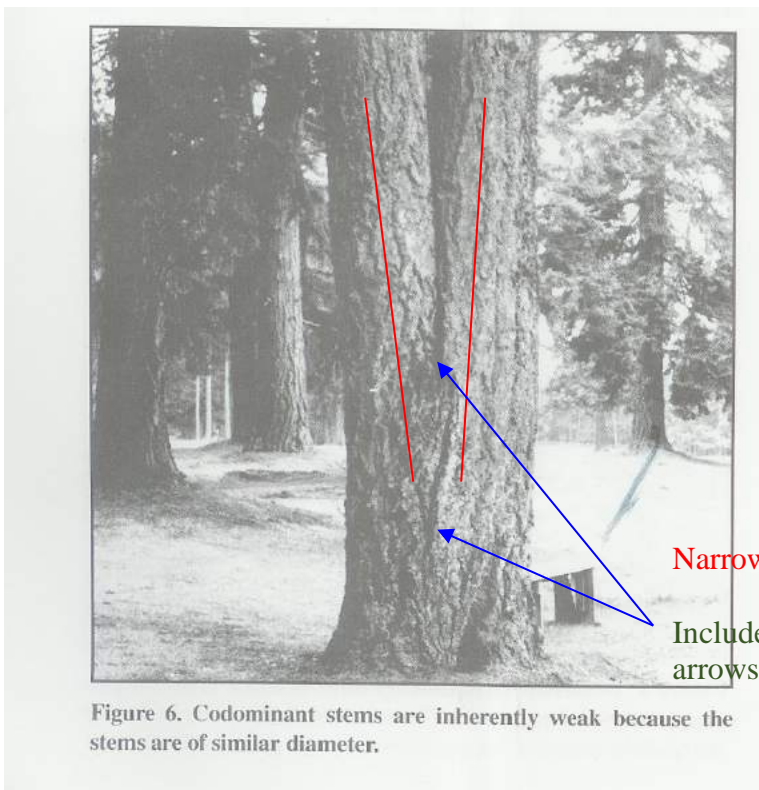 Narrow
Include
arrows
Figure 6. Codominant stems are inherently weak because the
stems are of similar diameter.